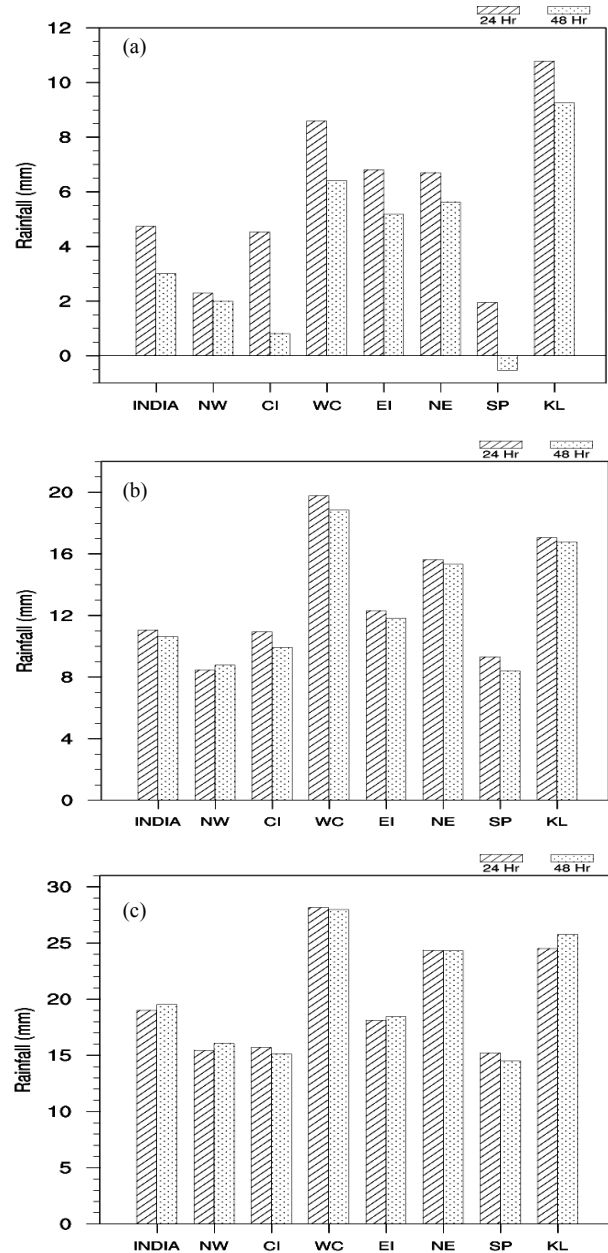 24 Hr 48 Hr
(a)
12
10
8
6
4
2
0
Rainfall (mm)
INDIA NW CI WC EI NE SP KL
24 Hr 48 Hr
(b)
20
16
12
8
4
0
Rainfall (mm)
INDIA NW CI WC EI NE SP KL
24 Hr 48 Hr
(c)
30
25
20
15
10
5
0
Rainfall (mm)
INDIA NW CI WC EI NE SP KL